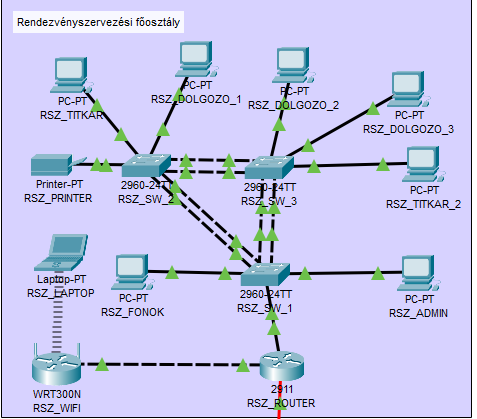 Rendezvényszervezési főosztály
PC-PT
RSZ_TITKAR
PC-PT
RSZ_DOLGOZO_1
PC-PT
RSZ_DOLGOZO_2
PC-PT
RSZ_DOLGOZO_3
Printer-PT
RSZ_PRINTER
2960-24TT
RSZ_SW_2
2960-24TT
RSZ_SW_3
PC-PT
RSZ_TITKAR_2
Laptop-PT
RSZ_LAPTOP
PC-PT
RSZ_FONOK
2960-24TT
RSZ_SW_1
PC-PT
RSZ_ADMIN
WRT300N
RSZ_WIFI
2911
RSZ_ROUTER